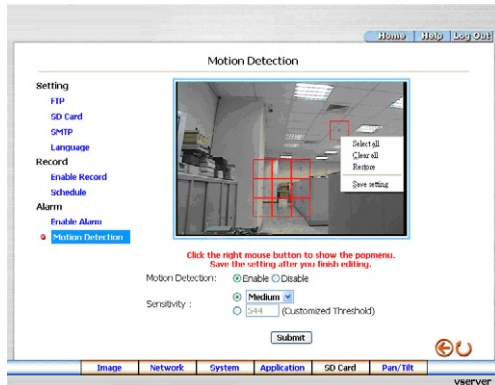 Home Help Log Out
Motion Detection
Setting
FTP
SD Card
SMTP
Language
Record
Enable Record
Schedule
Alarm
Enable Alarm
Motion Detection
Select all
Clear all
Restore
Save setting
Click the right mouse button to show the popmenu.
Save the setting after you finish editing.
Motion Detection: Enable Disable
Sensitivity : Medium
544 (Customized Threshold)
Submit
Image Network System Application SD Card Pan/Tilt
vserver